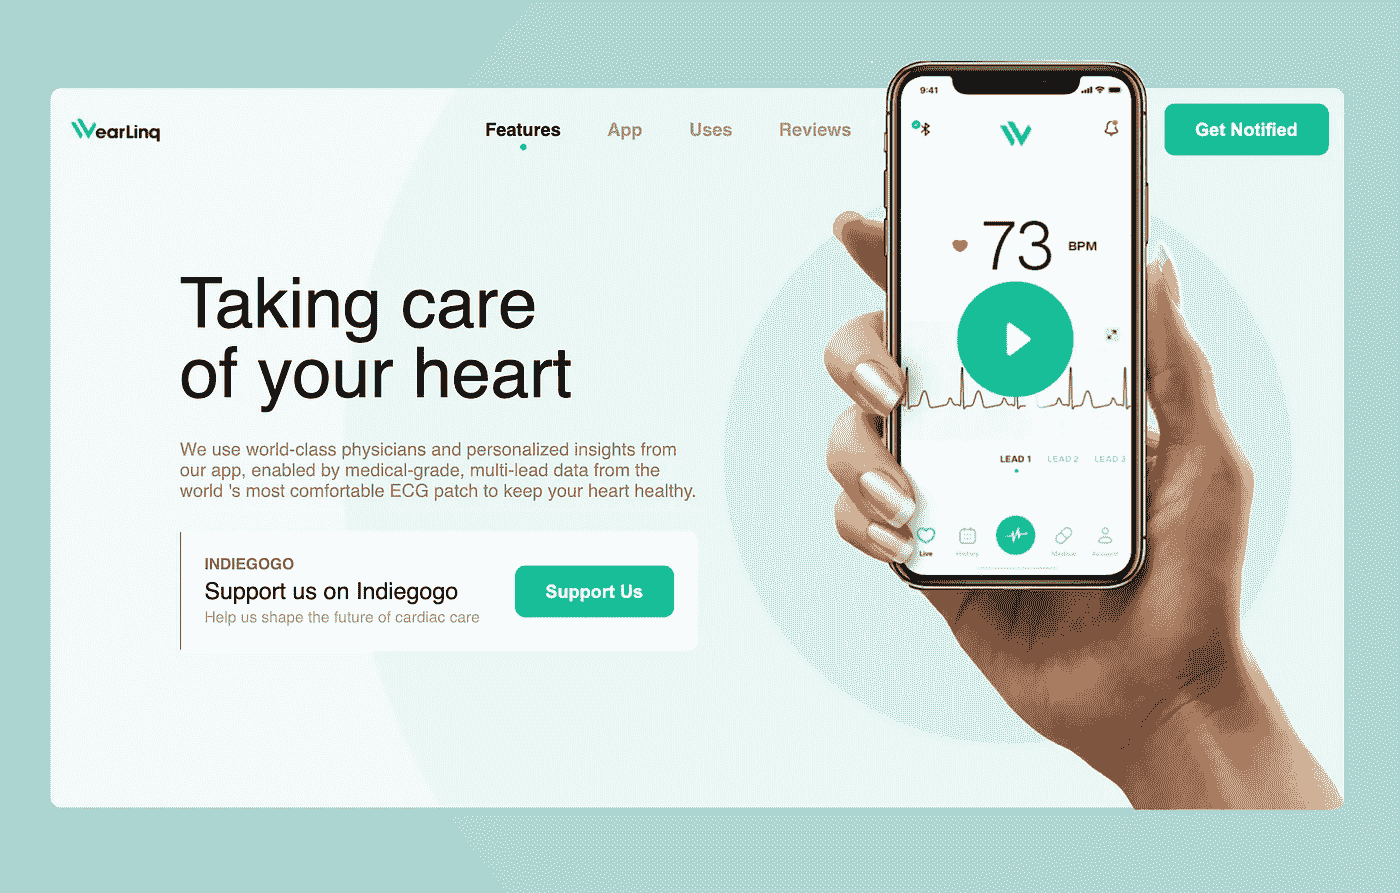 WearLinq
Features
App
Uses
Reviews
Get Notified
Taking care
of your heart
We use world-class physicians and personalized insights from
our app, enabled by medical-grade, multi-lead data from the
world 's most comfortable ECG patch to keep your heart healthy.
INDIEGOGO
Support us on Indiegogo
Help us shape the future of cardiac care
Support Us
9:41
73 BPM
LEAD 1
LEAD 2
LEAD 3
Live
History
Medical
Account